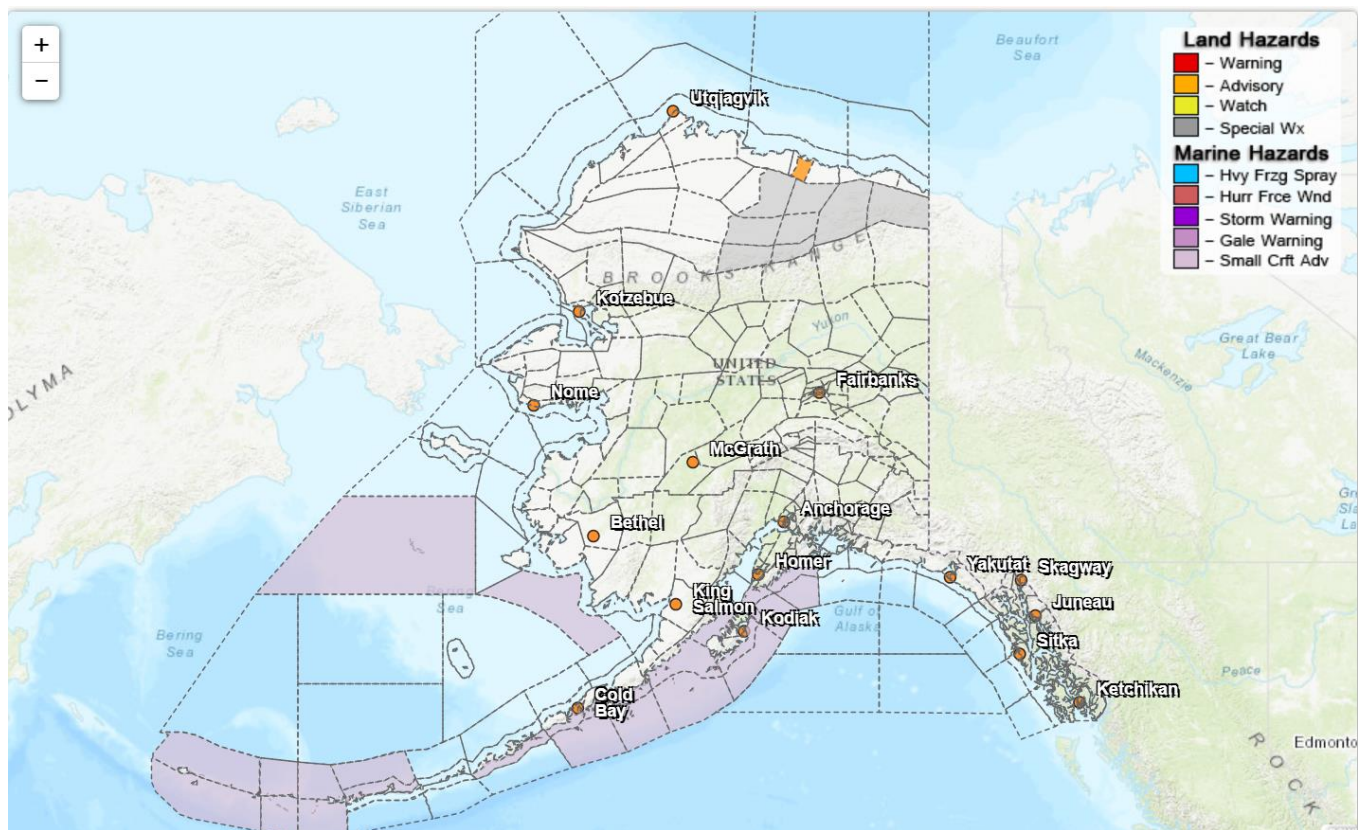 +
−
Beaufort
Sea
Land Hazards
– Warning
– Advisory
– Watch
– Special Wx
Marine Hazards
– Hvy Frzg Spray
– Hurr Frce Wnd
– Storm Warning
– Gale Warning
– Small Crft Adv
Utqiagvik
East
Siberian
Sea
BROOKS RANGE
Kotzebue
Yukon
Great Bear
Lake
Mackenzie
OLYMA
UNITED
STATES
Fairbanks
Nome
McGrath
Anchorage
Bethel
Homer
Yakutat
Skagway
King
Salmon
Juneau
Kodiak
Gulf of
Alaska
Sitka
Bering
Sea
Sea
Peace
Ketchikan
Cold
Bay
Edmonto
ROCK